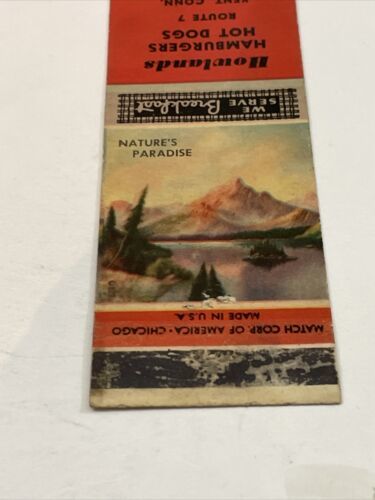 Howlands
HAMBURGERS
HOT DOGS
ROUTE 7
KENT CONN.
WE
SERVE
Breakfast
NATURE'S
PARADISE
MATCH CORP. OF AMERICA • CHICAGO
MADE IN U.S.A.